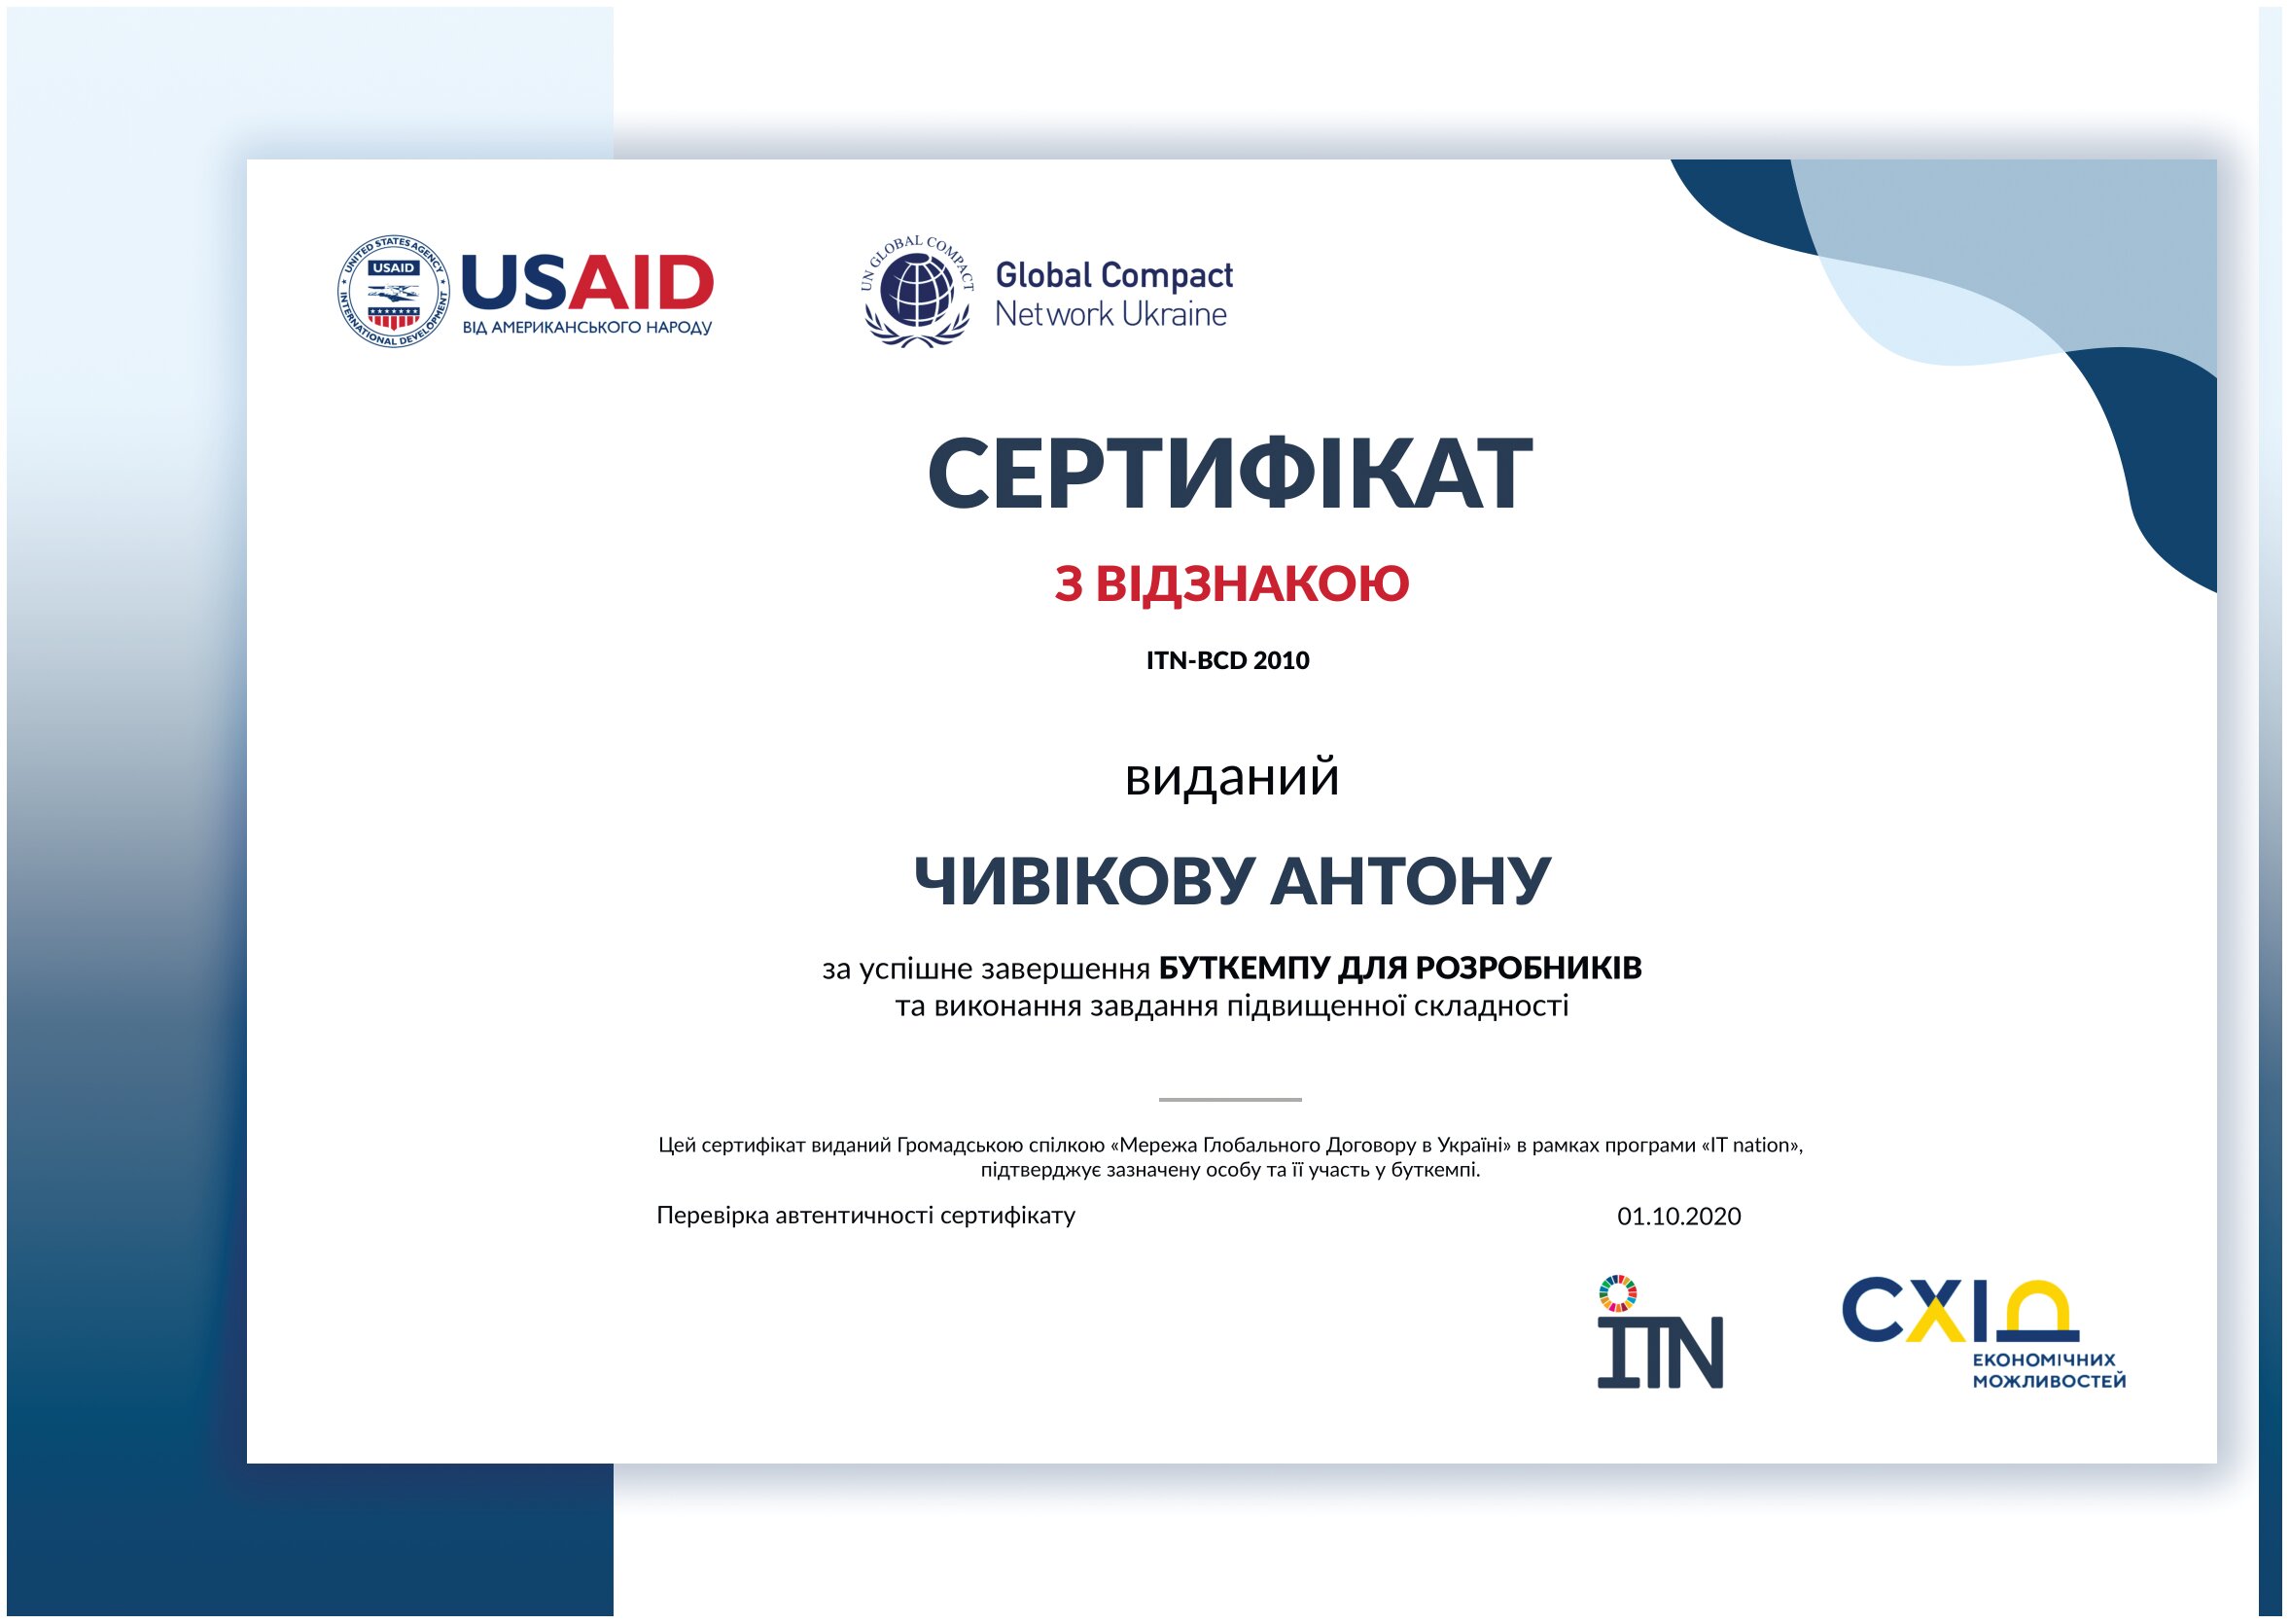 UNITED STATES AGENCY
USAID
INTERNATIONAL DEVELOPMENT
USAID
ВІД АМЕРИКАНСЬКОГО НАРОДУ
UN GLOBAL COMPACT
Global Compact
Network Ukraine
СЕРТИФІКАТ
З ВІДЗНАКОЮ
ITN-BCD 2010
виданий
ЧИВІКОВУ АНТОНУ
за успішне завершення БУТКЕМПУ ДЛЯ РОЗРОБНИКІВ
та виконання завдання підвищенної складності
Цей сертифікат виданий Громадською спілкою «Мережа Глобального Договору в Україні» в рамках програми «IT nation»,
підтверджує зазначену особу та її участь у буткемпі.
Перевірка автентичності сертифікату
01.10.2020
ITN
СХІД
ЕКОНОМІЧНИХ
МОЖЛИВОСТЕЙ